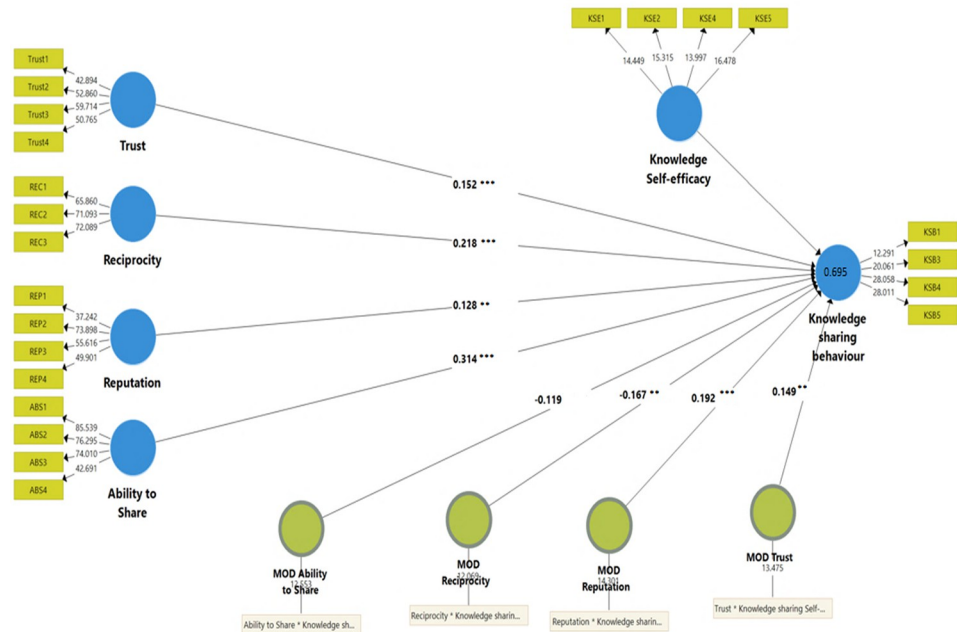 KSE1
KSE2
KSE4
KSE5
14.449
15.315
13.997
16.478
Knowledge
Self-efficacy
Trust1
Trust2
Trust3
Trust4
42.894
52.860
59.714
50.765
Trust
0.152 ***
REC1
REC2
REC3
65.860
71.093
72.089
Reciprocity
0.218 ***
REP1
REP2
REP3
REP4
37.242
73.898
55.616
49.901
Reputation
0.128 **
ABS1
ABS2
ABS3
ABS4
85.539
76.295
74.010
42.691
Ability to
Share
0.314 ***
0.695
Knowledge
sharing
behaviour
KSB1
KSB3
KSB4
KSB5
12.291
20.061
28.058
28.011
-0.119
-0.167 **
0.192 ***
0.149 **
MOD Ability
to Share
Ability to Share * Knowledge sh...
MOD
Reciprocity
Reciprocity * Knowledge sharin...
MOD
Reputation
14.301
Reputation * Knowledge sharin...
MOD Trust
13.475
Trust * Knowledge sharing Self-...